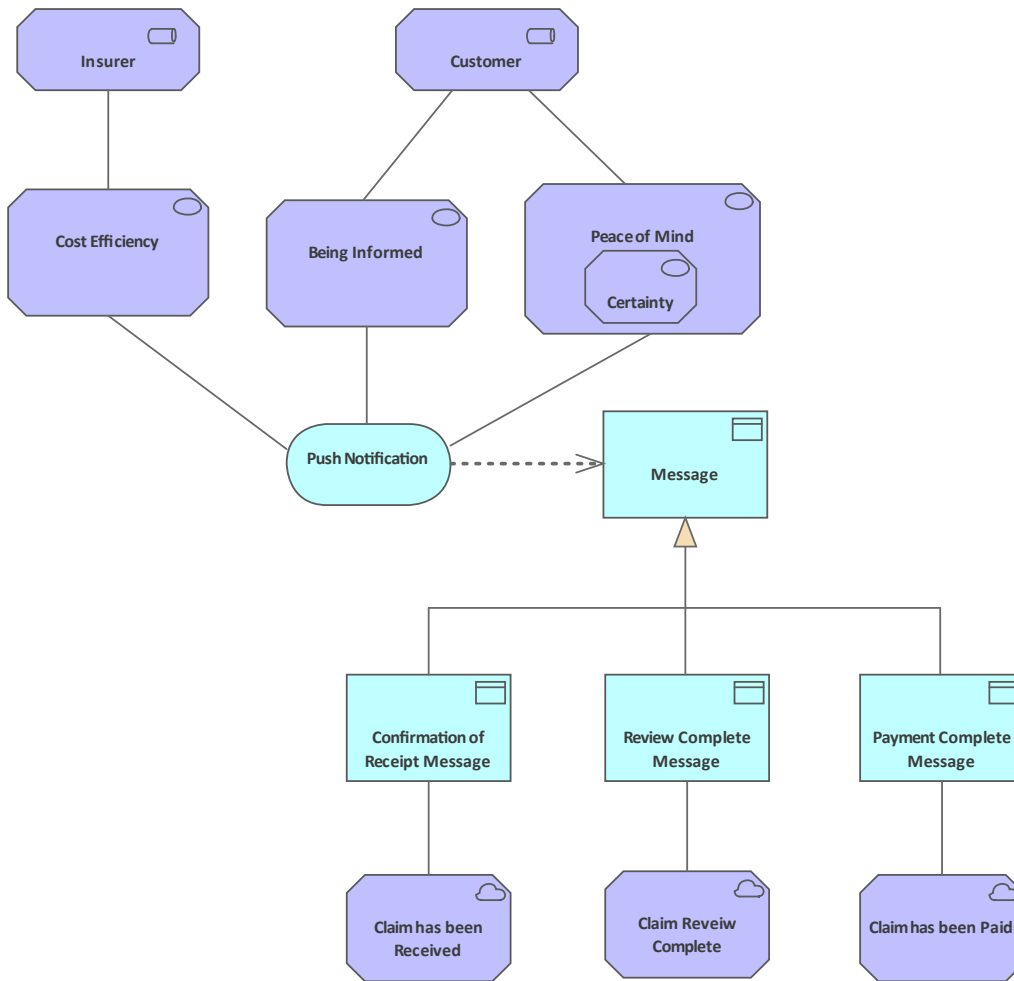 Insurer
Customer
Cost Efficiency
Being Informed
Peace of Mind
Certainty
Push Notification
Message
Confirmation of
Receipt Message
Review Complete
Message
Payment Complete
Message
Claim has been
Received
Claim Reveiw
Complete
Claim has been Paid